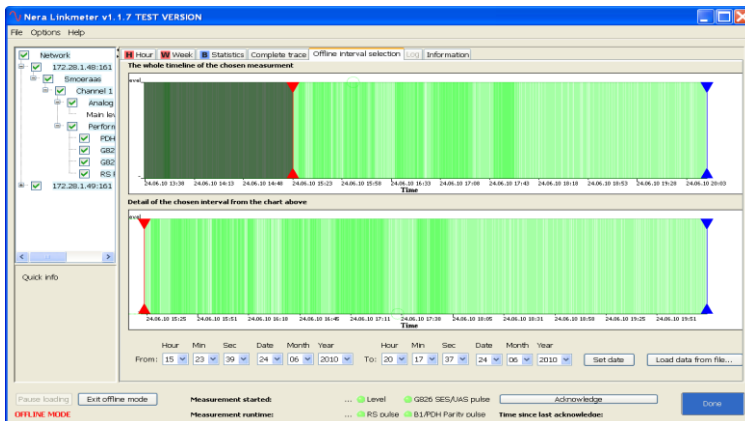 Nera Linkmeter v1.1.7 TEST VERSION
File Options Help
Network
172.28.1.48:161
Smoeraas
Channel 1
Analog
Main lev
Perform
PDH
G82
RS
172.28.1.49:161
Quick info
H Hour W Week B Statistics Complete trace Offline interval selection Log Information
The whole timeline of the chosen measurment
evel
24.06.10 13:38 24.06.10 14:13 24.06.10 14:48 24.06.10 15:23 24.06.10 15:58 24.06.10 16:33 24.06.10 17:08 24.06.10 17:43 24.06.10 18:18 24.06.10 18:53 24.06.10 19:28 24.06.10 20:03
Time
Detail of the chosen interval from the chart above
evel
24.06.10 15:25 24.06.10 15:51 24.06.10 16:18 24.06.10 16:45 24.06.10 17:11 24.06.10 17:38 24.06.10 18:05 24.06.10 18:31 24.06.10 18:58 24.06.10 19:25 24.06.10 19:51
Time
Hour Min Sec Date Month Year Hour Min Sec Date Month Year
From: 15 23 39 24 06 2010 To: 20 17 37 24 06 2010 Set date Load data from file...
Pause loading Exit offline mode Measurement started: ... Level G826 SES/UAS pulse Acknowledge Done
OFFLINE MODE Measurement runtime: ... RS pulse B1/PDH Parity pulse Time since last acknowledge: